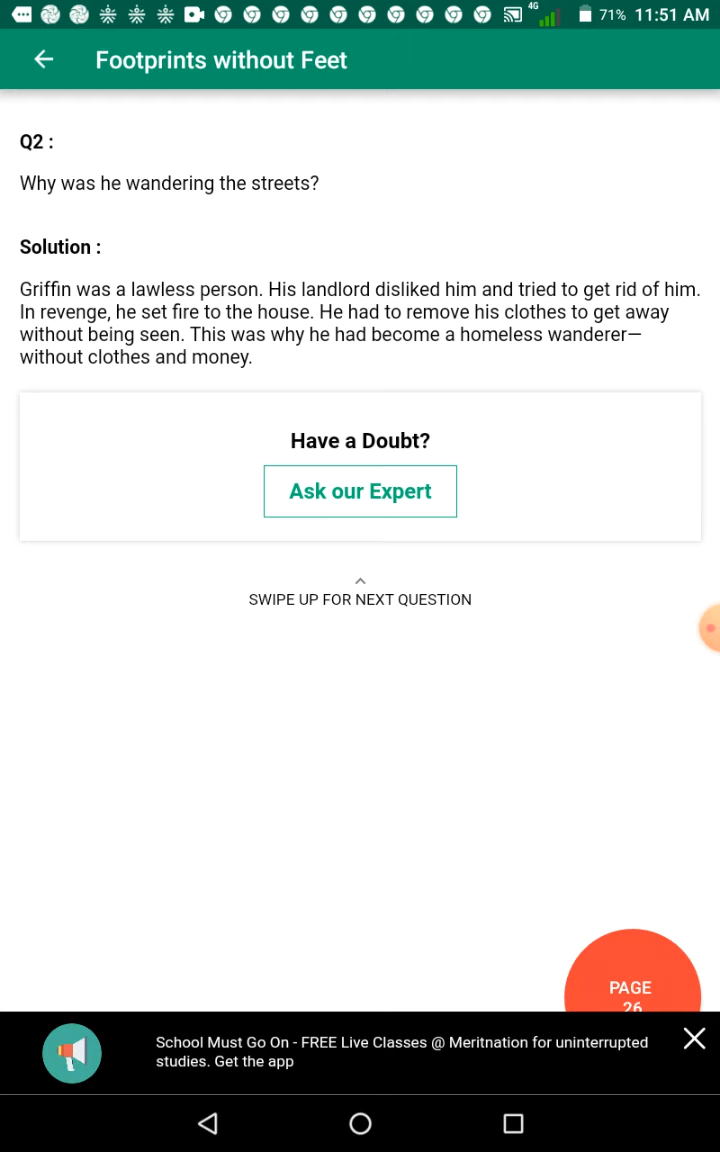 4G
71% 11:51 AM
Footprints without Feet
Q2 :
Why was he wandering the streets?
Solution :
Griffin was a lawless person. His landlord disliked him and tried to get rid of him.
In revenge, he set fire to the house. He had to remove his clothes to get away
without being seen. This was why he had become a homeless wanderer—
without clothes and money.
Have a Doubt?
Ask our Expert
SWIPE UP FOR NEXT QUESTION
PAGE
26
School Must Go On - FREE Live Classes @ Meritnation for uninterrupted
studies. Get the app